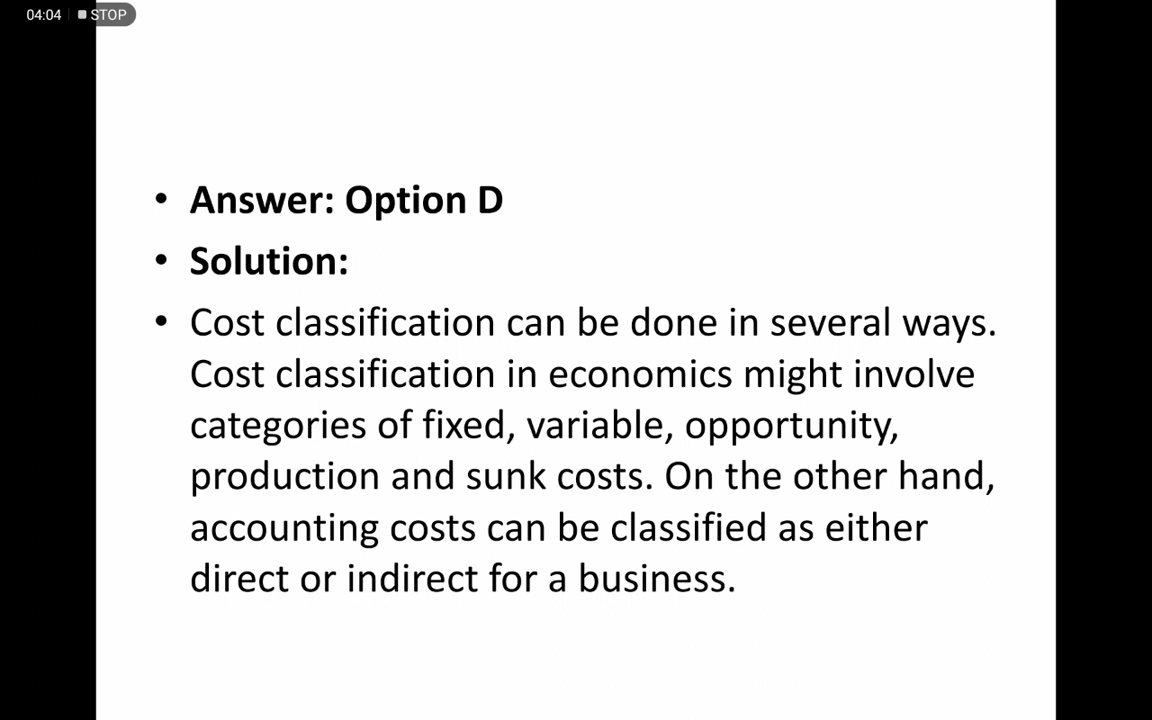 04:04 STOP
• Answer: Option D
• Solution:
• Cost classification can be done in several ways.
Cost classification in economics might involve
categories of fixed, variable, opportunity,
production and sunk costs. On the other hand,
accounting costs can be classified as either
direct or indirect for a business.